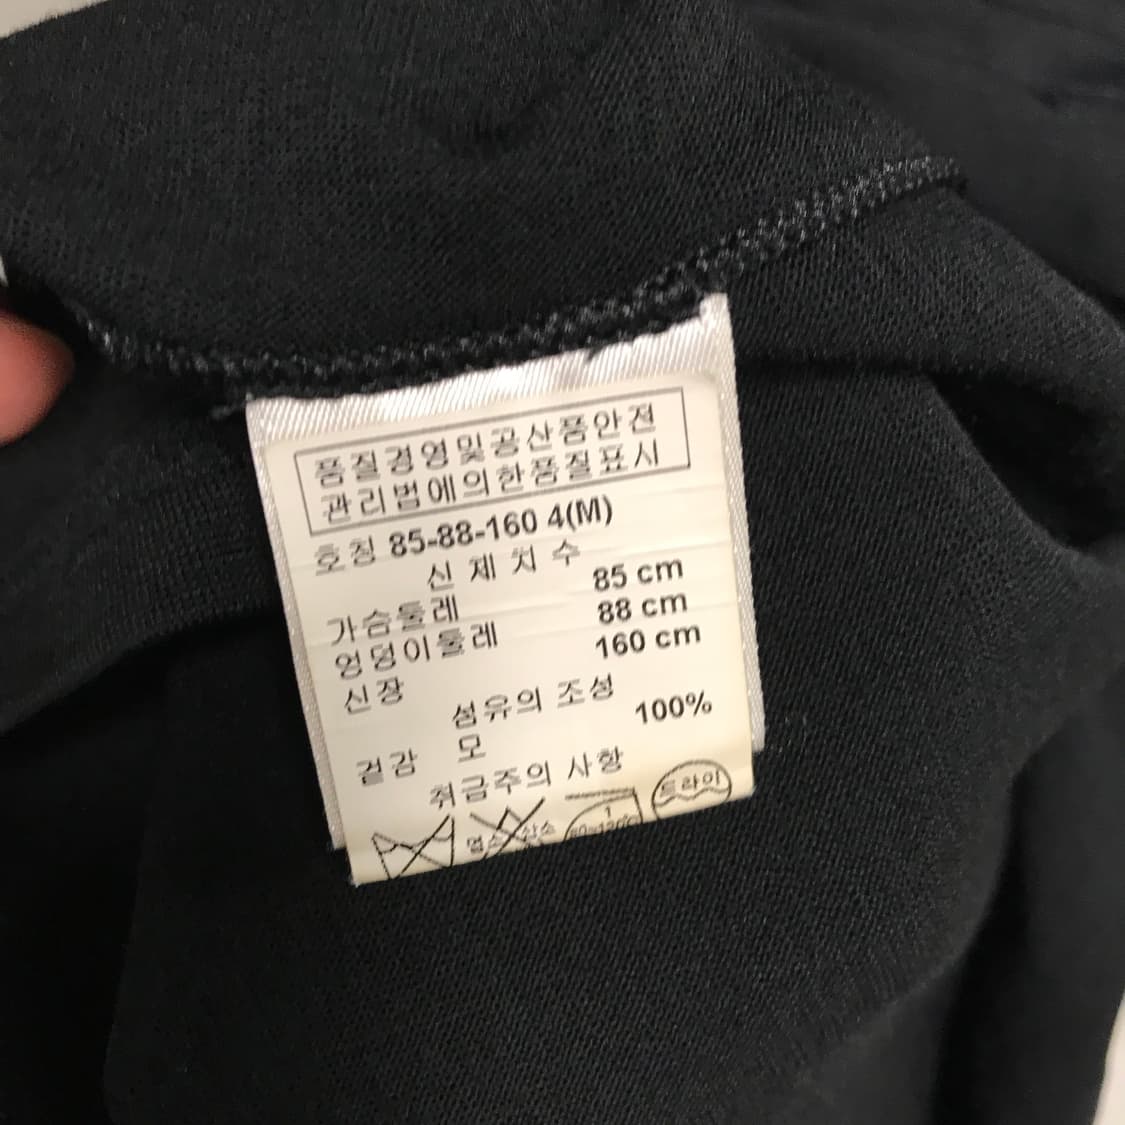 품질경영및공산품안전
관리법에의한품질표시
호칭 85-88-160 4(M)
신체치수
가슴둘레 85 cm
엉덩이둘레 88 cm
신장 160 cm
섬유의 조성
겉감 모 100%
취급주의 사항
염소 1 드라이